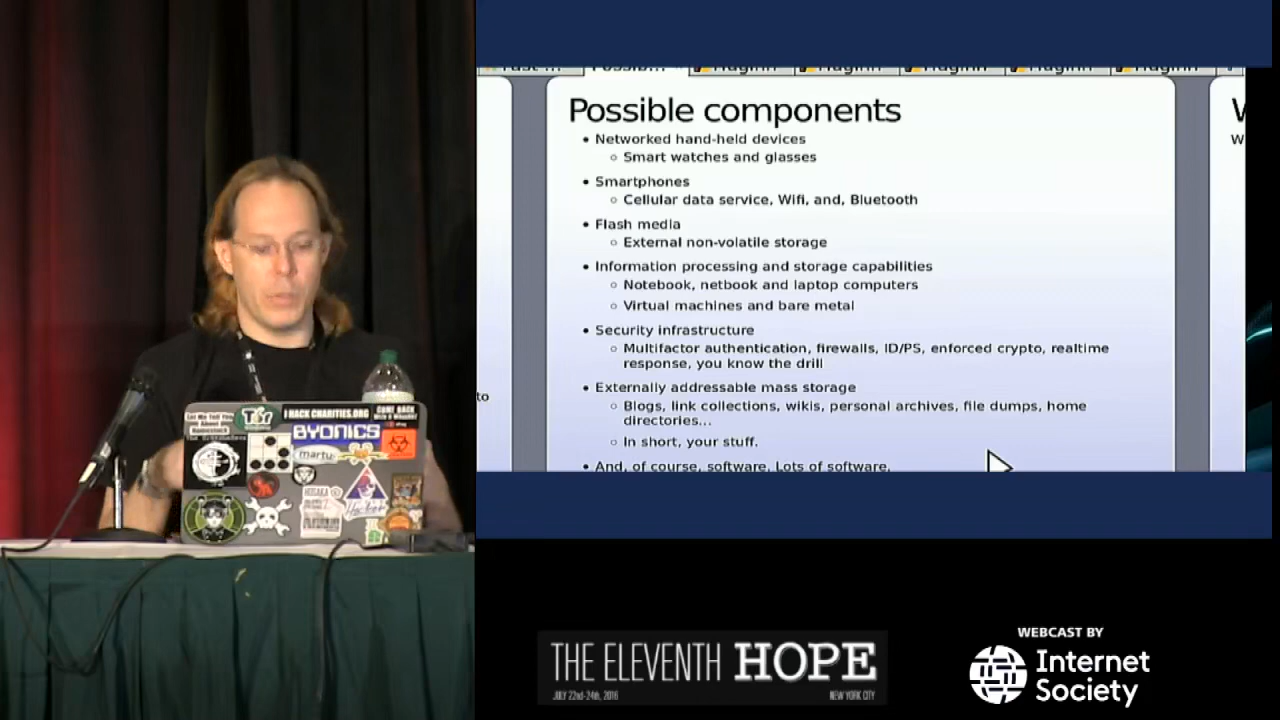 Possible components
• Networked hand-held devices
○ Smart watches and glasses
• Smartphones
○ Cellular data service, Wifi, and, Bluetooth
• Flash media
○ External non-volatile storage
• Information processing and storage capabilities
○ Notebook, netbook and laptop computers
○ Virtual machines and bare metal
• Security infrastructure
○ Multifactor authentication, firewalls, ID/PS, enforced crypto, realtime
response, you know the drill
• Externally addressable mass storage
○ Blogs, link collections, wikis, personal archives, file dumps, home
directories...
○ In short, your stuff.
• And, of course, software. Lots of software.
to
W
I HACK CHARITIES.ORG
BYONICS
martu
THE ELEVENTH HOPE
JULY 22nd-24th, 2016
NEW YORK CITY
WEBCAST BY
Internet
Society